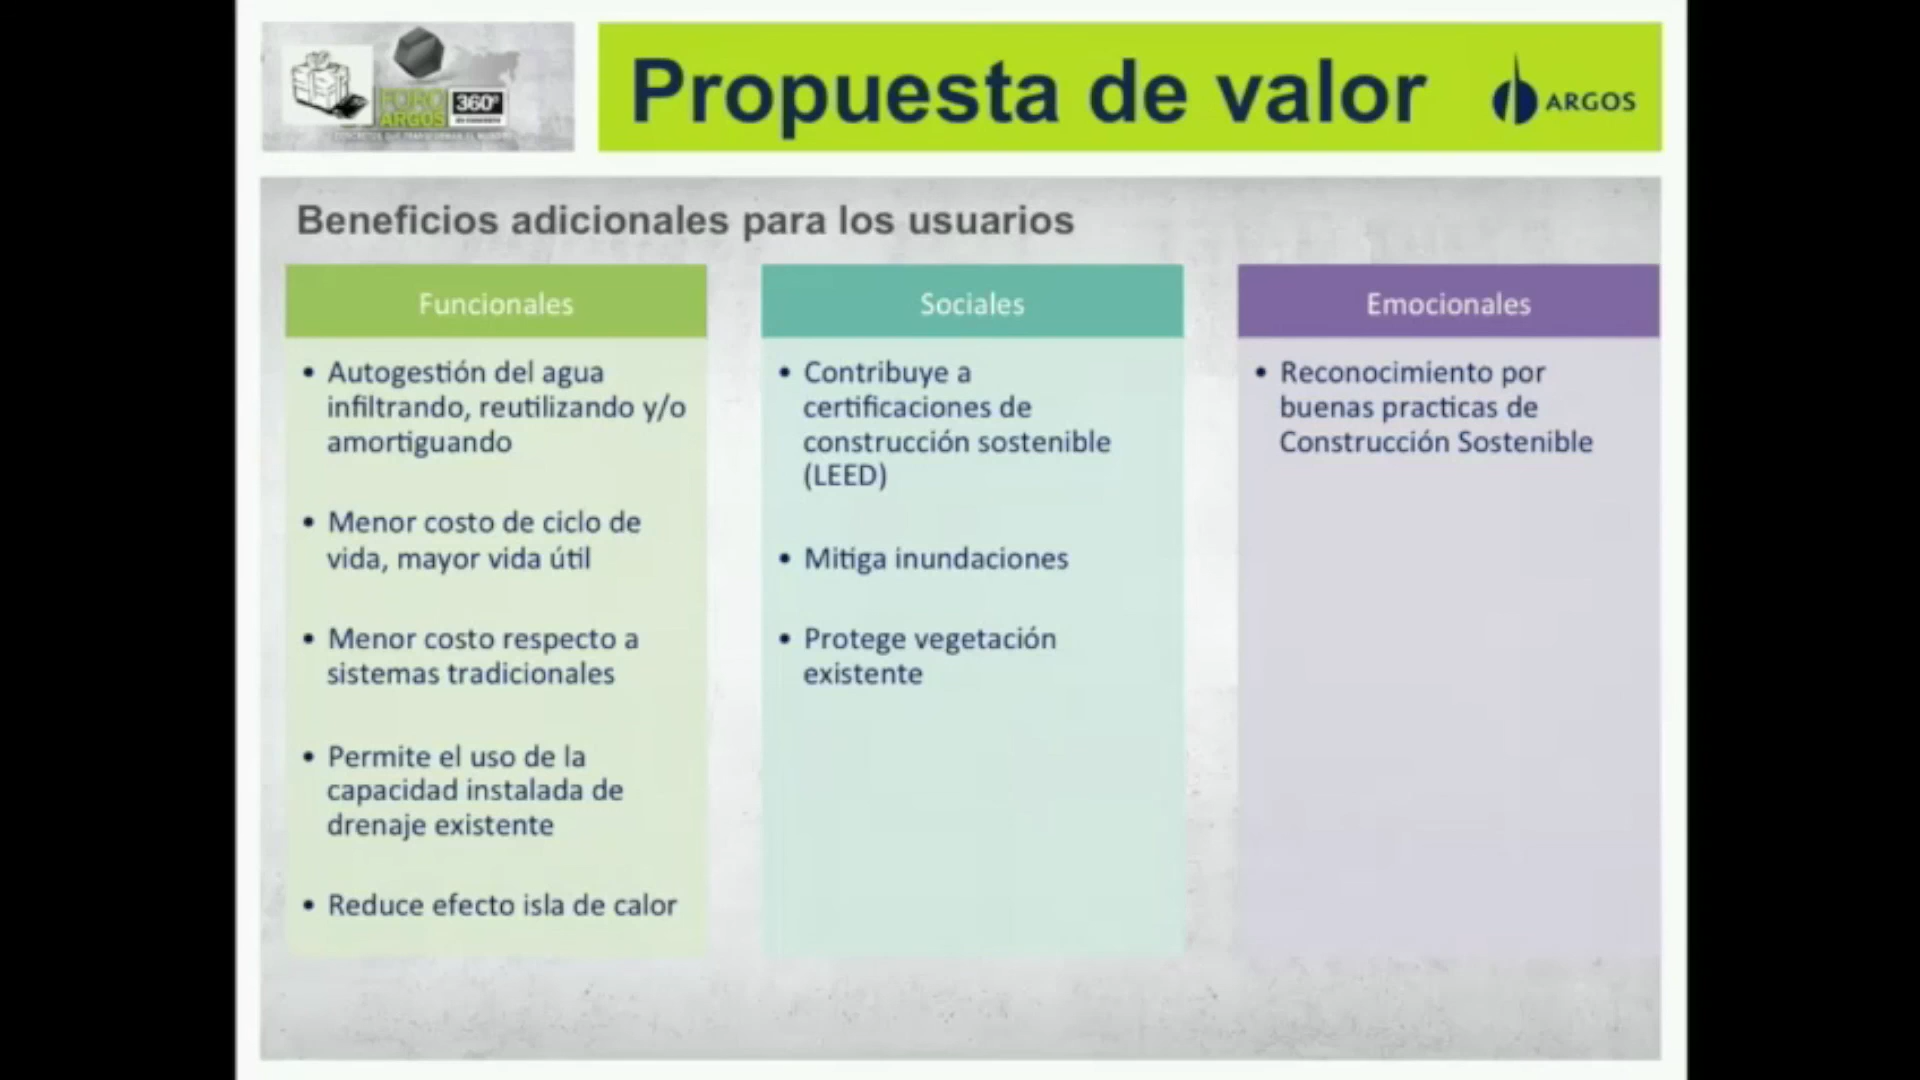 FORO
ARGOS
360°
Propuesta de valor
ARGOS
Beneficios adicionales para los usuarios
Funcionales
• Autogestión del agua
infiltrando, reutilizando y/o
amortiguando
• Menor costo de ciclo de
vida, mayor vida útil
• Menor costo respecto a
sistemas tradicionales
• Permite el uso de la
capacidad instalada de
drenaje existente
• Reduce efecto isla de calor
Sociales
• Contribuye a
certificaciones de
construcción sostenible
(LEED)
• Mitiga inundaciones
• Protege vegetación
existente
Emocionales
• Reconocimiento por
buenas practicas de
Construcción Sostenible